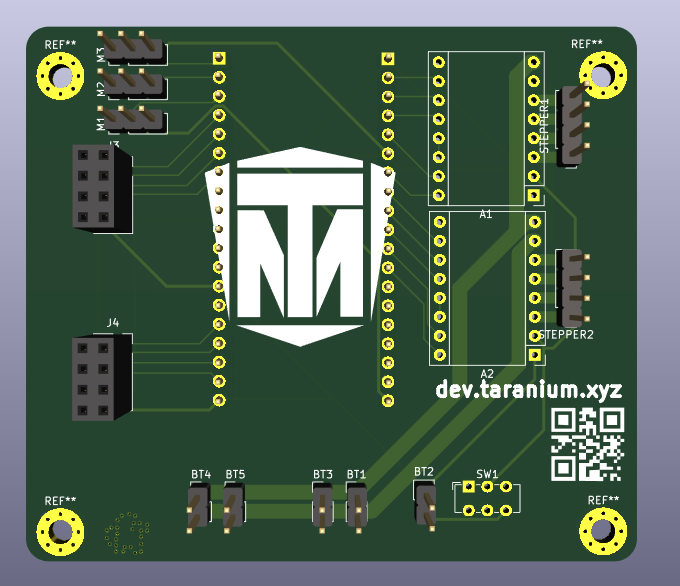 REF**
REF**
M3
M2
M1
J3
STEPPER1
A1
STEPPER2
J4
A2
dev.taranium.xyz
BT4
BT5
BT3
BT1
BT2
SW1
REF**
REF**